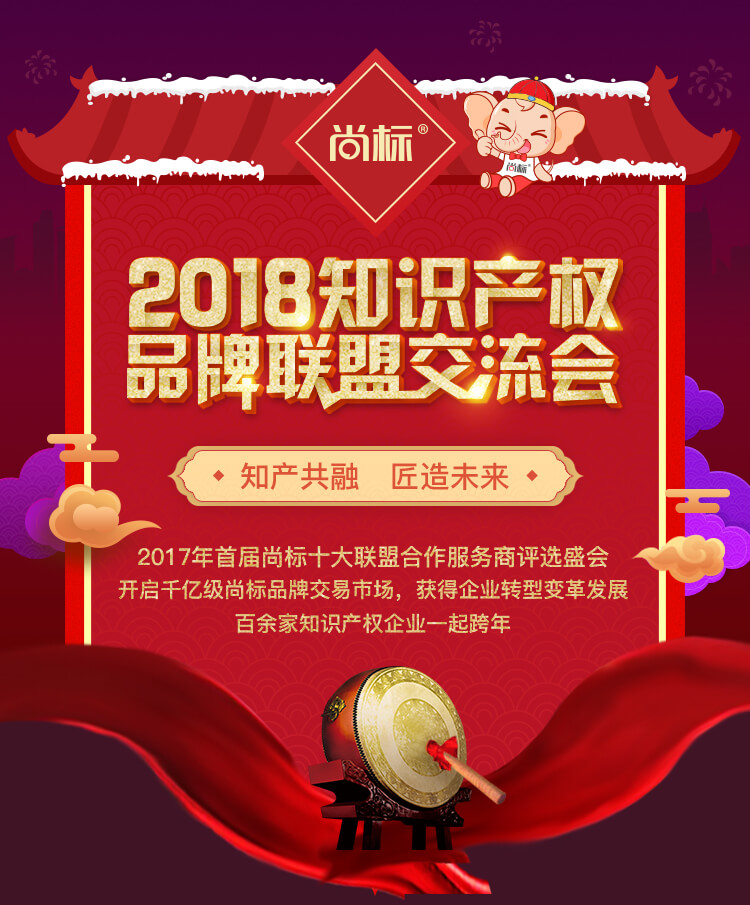 尚标®
尚标
2018知识产权
品牌联盟交流会
知产共融 匠造未来
2017年首届尚标十大联盟合作服务商评选盛会
开启千亿级尚标品牌交易市场，获得企业转型变革发展
百余家知识产权企业一起跨年